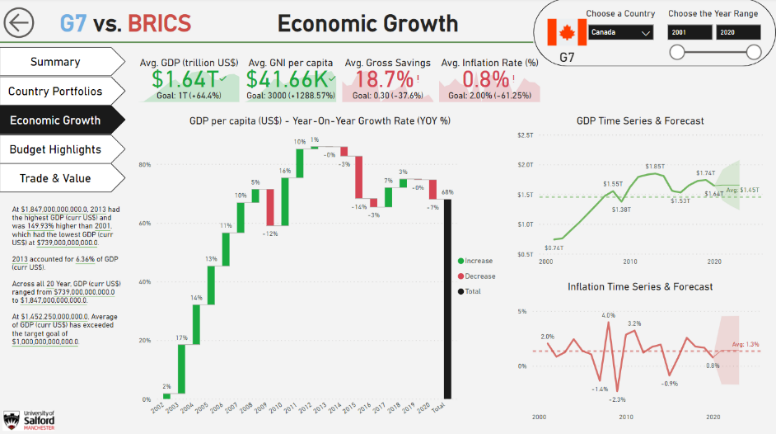 G7 vs. BRICS
Economic Growth
Choose a Country
Choose the Year Range
Canada
2001
2020
G7
Summary
Country Portfolios
Economic Growth
Budget Highlights
Trade & Value
Avg. GDP (trillion US$)
$1.64T
Goal: 1T (+64.4%)
Avg. GNI per capita
$41.66K
Goal: 3000 (+1288.57%)
Avg. Gross Savings
18.7%!
Goal: 0.30 (-37.6%)
Avg. Inflation Rate (%)
0.8%!
Goal: 2.00% (-61.25%)
At $1,847,000,000,000.0, 2013 had
the highest GDP (curr US$) and
was 149.93% higher than 2001,
which had the lowest GDP (curr
US$) at $739,000,000,000.0.
2013 accounted for 6.36% of GDP
(curr US$).
Across all 20 Year, GDP (curr US$)
ranged from $739,000,000,000.0
to $1,847,000,000,000.0.
At $1,452,250,000,000.0, Average
of GDP (curr US$) has exceeded
the target goal of
$1,000,000,000,000.0.
University of
Salford
MANCHESTER
GDP per capita (US$) - Year-On-Year Growth Rate (YOY %)
80%
60%
40%
20%
0%
2%
17%
14%
13%
11%
10%
5%
-12%
16%
10%
1%
-0%
-3%
-14%
-3%
7%
3%
-0%
-7%
68%
2002
2003
2004
2005
2006
2007
2008
2009
2010
2011
2012
2013
2014
2015
2016
2017
2018
2019
2020
Total
Increase
Decrease
Total
GDP Time Series & Forecast
$2.5T
$2.0T
$1.5T
$1.0T
$0.5T
$0.74T
$1.55T
$1.38T
$1.85T
$1.53T
$1.74T
$1.64T
Avg: $1.45T
2001
2010
2020
Inflation Time Series & Forecast
5%
0%
2.0%
-1.4%
4.0%
-2.3%
3.2%
-0.9%
0.8%
Avg: 1.3%
2000
2010
2020